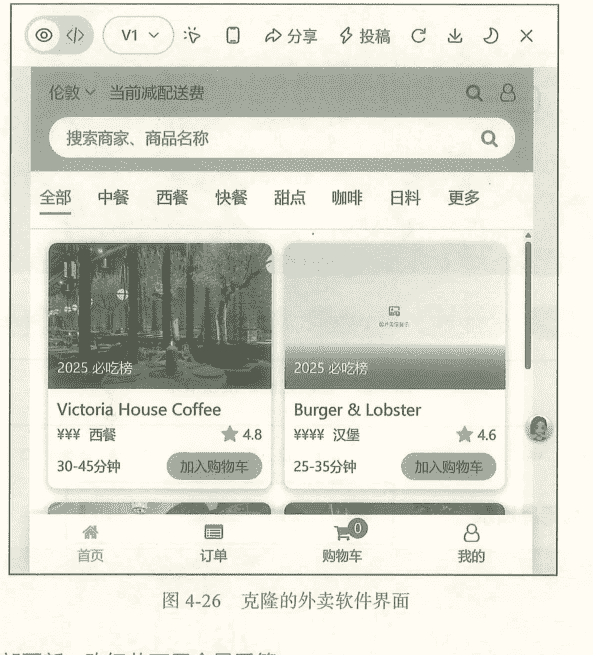 V1 分享 投稿
伦敦 当前减配送费
搜索商家、商品名称
全部 中餐 西餐 快餐 甜点 咖啡 日料 更多
2025 必吃榜 2025 必吃榜
Victoria House Coffee Burger & Lobster
¥¥¥ 西餐 4.8 ¥¥¥¥ 汉堡 4.6
30-45分钟 加入购物车 25-35分钟 加入购物车
0
首页 订单 购物车 我的
图 4-26 克隆的外卖软件界面